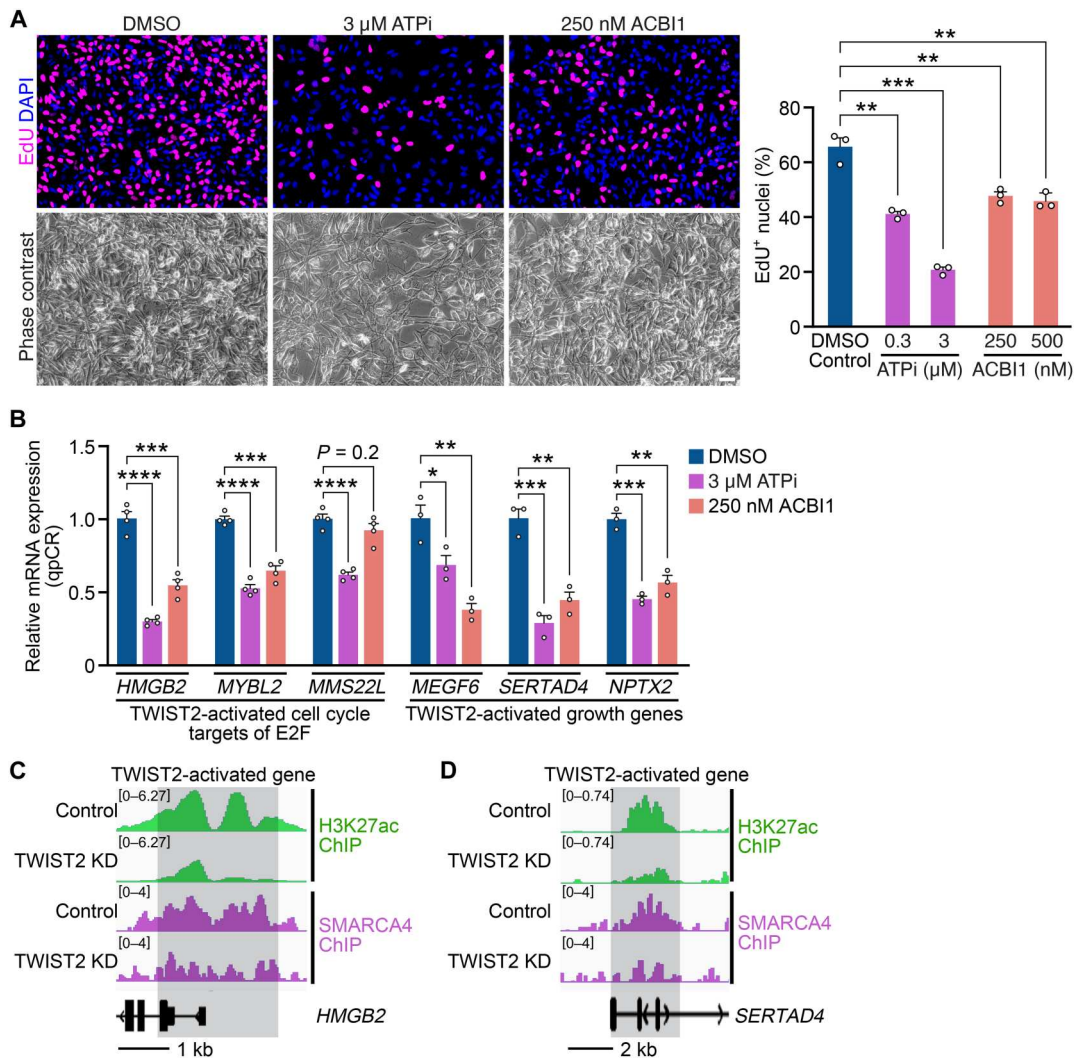 A
DMSO
3 µM ATPi
250 nM ACBI1
EdU DAPI
Phase contrast
**
**
***
**
EdU+ nuclei (%)
80
60
40
20
0
DMSO
Control
0.3
3
250
500
ATPi (µM)
ACBI1 (nM)
B
Relative mRNA expression
(qpCR)
1.5
1.0
0.5
0
***
****
***
****
P = 0.2
****
**
*
**
***
**
***
DMSO
3 µM ATPi
250 nM ACBI1
HMGB2
MYBL2
MMS22L
MEGF6
SERTAD4
NPTX2
TWIST2-activated cell cycle
targets of E2F
TWIST2-activated growth genes
C
TWIST2-activated gene
Control
[0–6.27]
TWIST2 KD
[0–6.27]
H3K27ac
ChIP
Control
[0–4]
TWIST2 KD
[0–4]
SMARCA4
ChIP
HMGB2
1 kb
D
TWIST2-activated gene
Control
[0–0.74]
TWIST2 KD
[0–0.74]
H3K27ac
ChIP
Control
[0–4]
TWIST2 KD
[0–4]
SMARCA4
ChIP
SERTAD4
2 kb